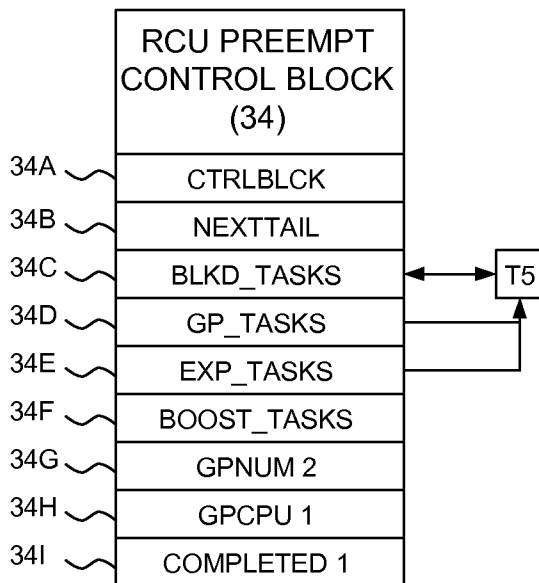 RCU PREEMPT
CONTROL BLOCK
(34)
34A CTRLBLCK
34B NEXTTAIL
34C BLKD_TASKS T5
34D GP_TASKS
34E EXP_TASKS
34F BOOST_TASKS
34G GPNUM 2
34H GPCPU 1
34I COMPLETED 1